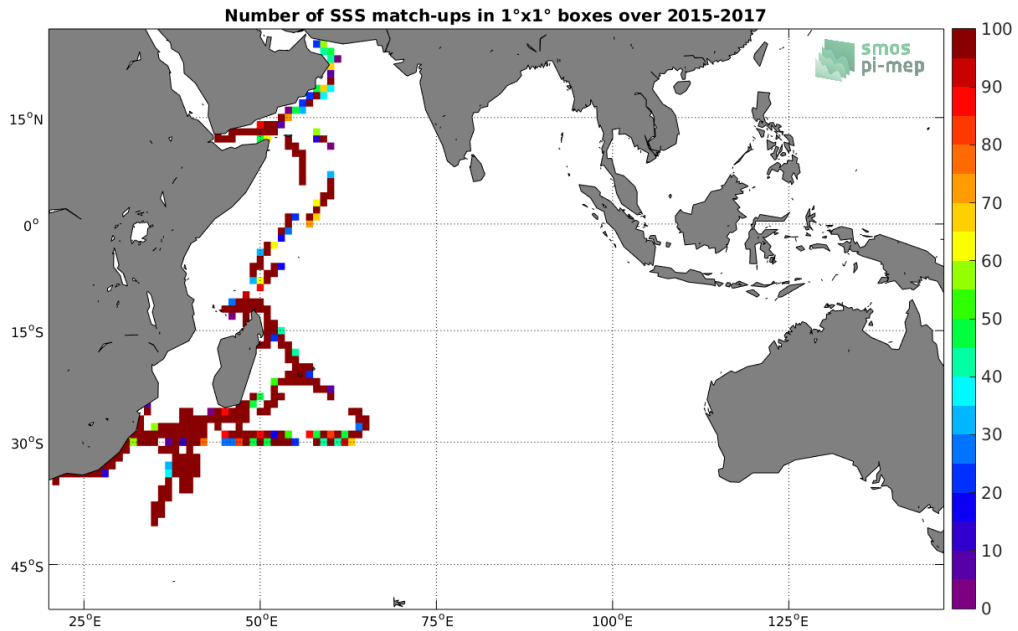 Number of SSS match-ups in 1°x1° boxes over 2015-2017
smos
pi-mep
15°N
0°
15°S
30°S
45°S
25°E
50°E
75°E
100°E
125°E
100
90
80
70
60
50
40
30
20
10
0